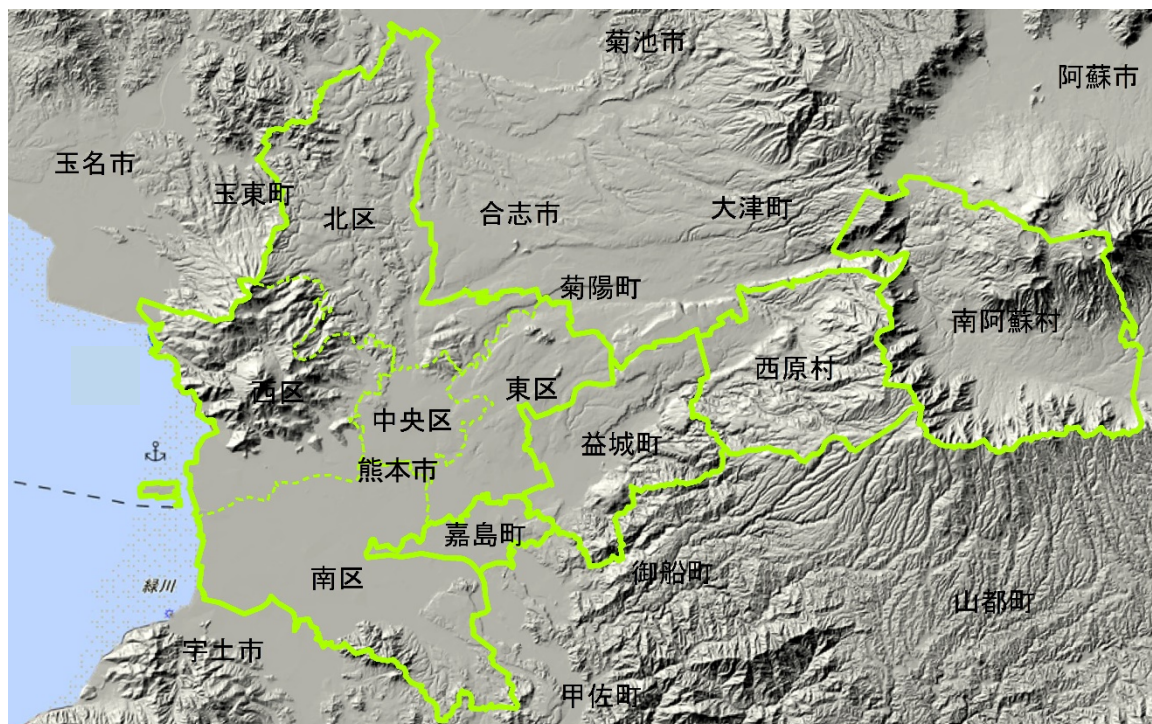 菊池市
阿蘇市
玉名市
玉東町
北区
合志市
大津町
菊陽町
南阿蘇村
西区
中央区
東区
西原村
益城町
熊本市
嘉島町
南区
緑川
御船町
山都町
宇土市
甲佐町